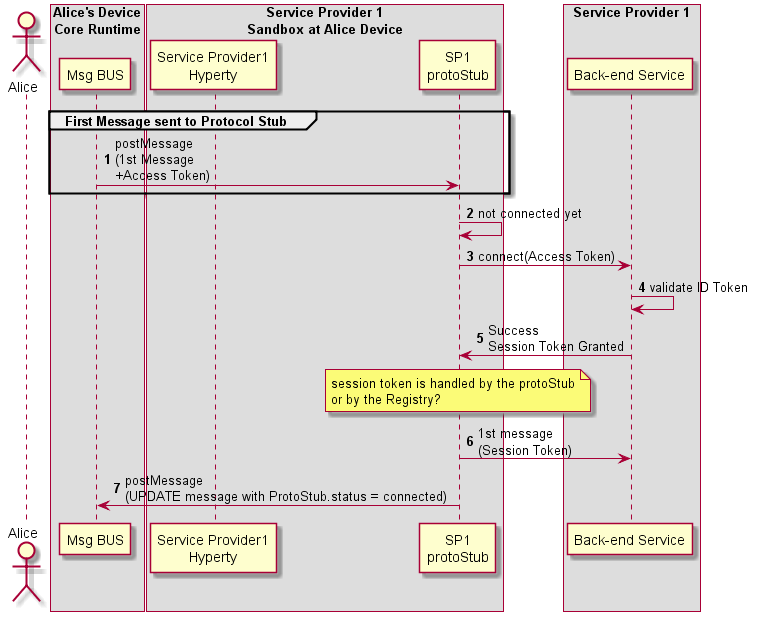 Alice's Device
Core Runtime
Service Provider 1
Sandbox at Alice Device
Service Provider 1
Alice
Msg BUS
Service Provider1
Hyperty
SP1
protoStub
Back-end Service
First Message sent to Protocol Stub
1 postMessage
(1st Message
+Access Token)
2 not connected yet
3 connect(Access Token)
4 validate ID Token
5 Success
Session Token Granted
session token is handled by the protoStub
or by the Registry?
6 1st message
(Session Token)
7 postMessage
(UPDATE message with ProtoStub.status = connected)
Alice
Msg BUS
Service Provider1
Hyperty
SP1
protoStub
Back-end Service